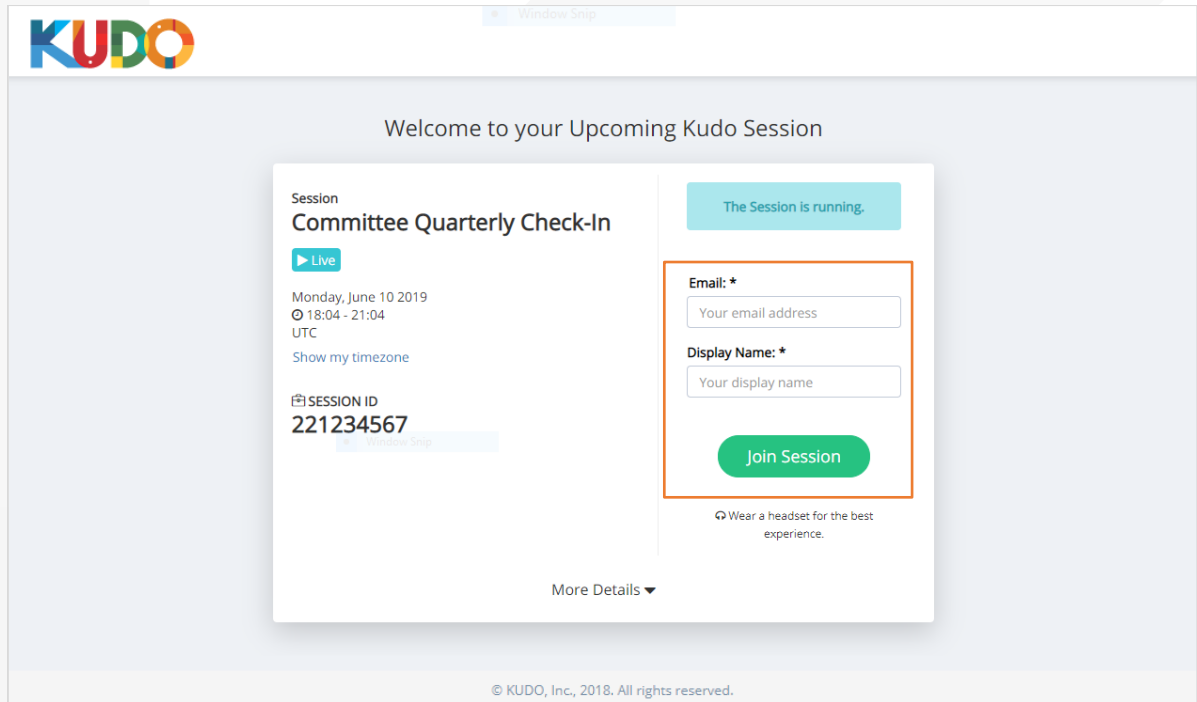 Window Snip
KUDO
Welcome to your Upcoming Kudo Session
Session
Committee Quarterly Check-In
Live
Monday, June 10 2019
18:04 - 21:04
UTC
Show my timezone
SESSION ID
221234567
Window Snip
The Session is running.
Email: *
Your email address
Display Name: *
Your display name
Join Session
Wear a headset for the best
experience.
More Details
© KUDO, Inc., 2018. All rights reserved.